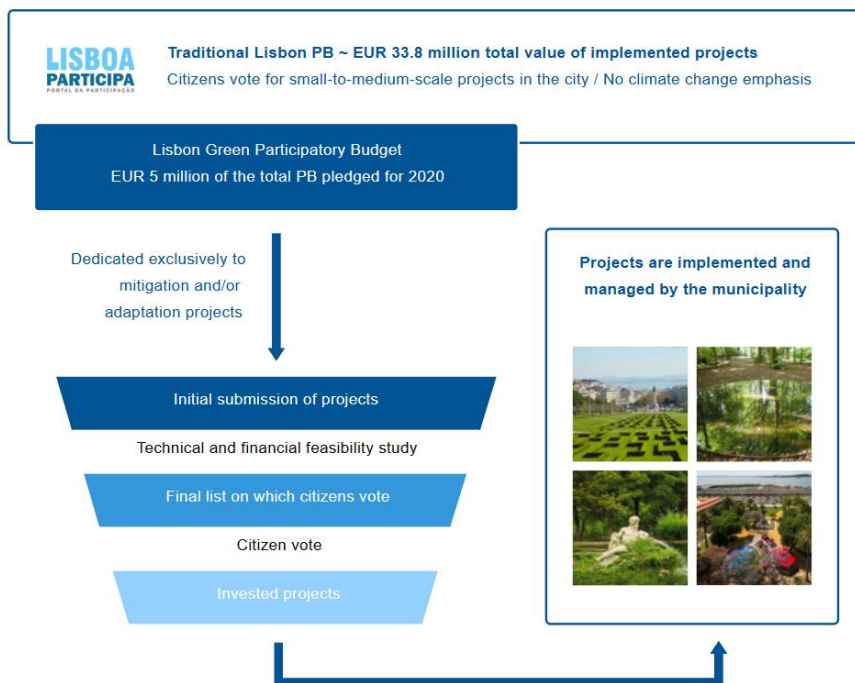 LISBOA
PARTICIPA
PORTAL DA PARTICIPAÇÃO
Traditional Lisbon PB ~ EUR 33.8 million total value of implemented projects
Citizens vote for small-to-medium-scale projects in the city / No climate change emphasis
Lisbon Green Participatory Budget
EUR 5 million of the total PB pledged for 2020
Dedicated exclusively to
mitigation and/or
adaptation projects
Initial submission of projects
Technical and financial feasibility study
Final list on which citizens vote
Citizen vote
Invested projects
Projects are implemented and
managed by the municipality